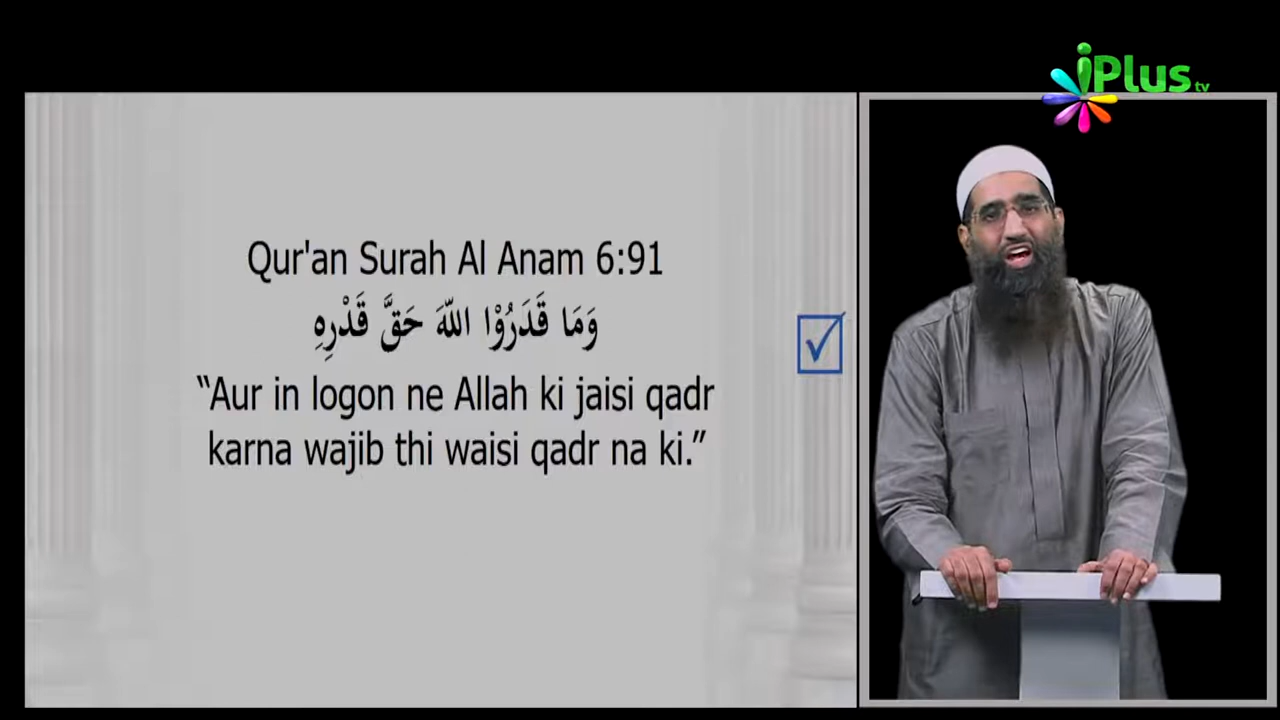 iPlus tv
Qur'an Surah Al Anam 6:91
وَمَا قَدَرُوْا اللّٰهَ حَقَّ قَدْرِهِ
“Aur in logon ne Allah ki jaisi qadr
karna wajib thi waisi qadr na ki.”